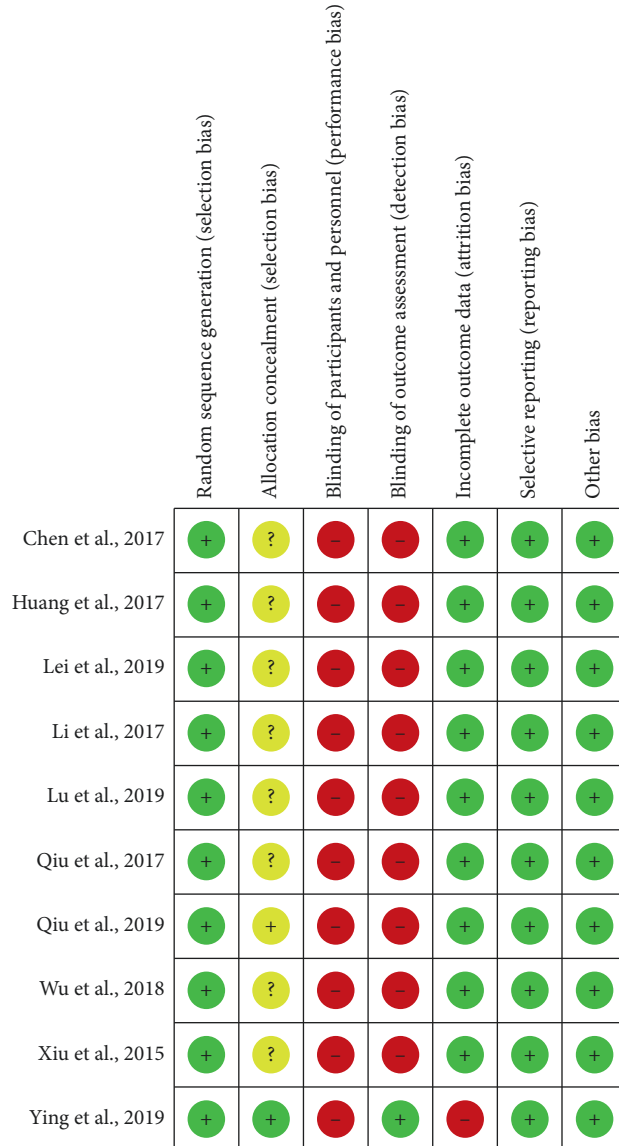 Random sequence generation (selection bias)
Allocation concealment (selection bias)
Blinding of participants and personnel (performance bias)
Blinding of outcome assessment (detection bias)
Incomplete outcome data (attrition bias)
Selective reporting (reporting bias)
Other bias
Chen et al., 2017 + ? – – + + +
Huang et al., 2017 + ? – – + + +
Lei et al., 2019 + ? – – + + +
Li et al., 2017 + ? – – + + +
Lu et al., 2019 + ? – – + + +
Qiu et al., 2017 + ? – – + + +
Qiu et al., 2019 + + – – + + +
Wu et al., 2018 + ? – – + + +
Xiu et al., 2015 + ? – – + + +
Ying et al., 2019 + + – + – + +